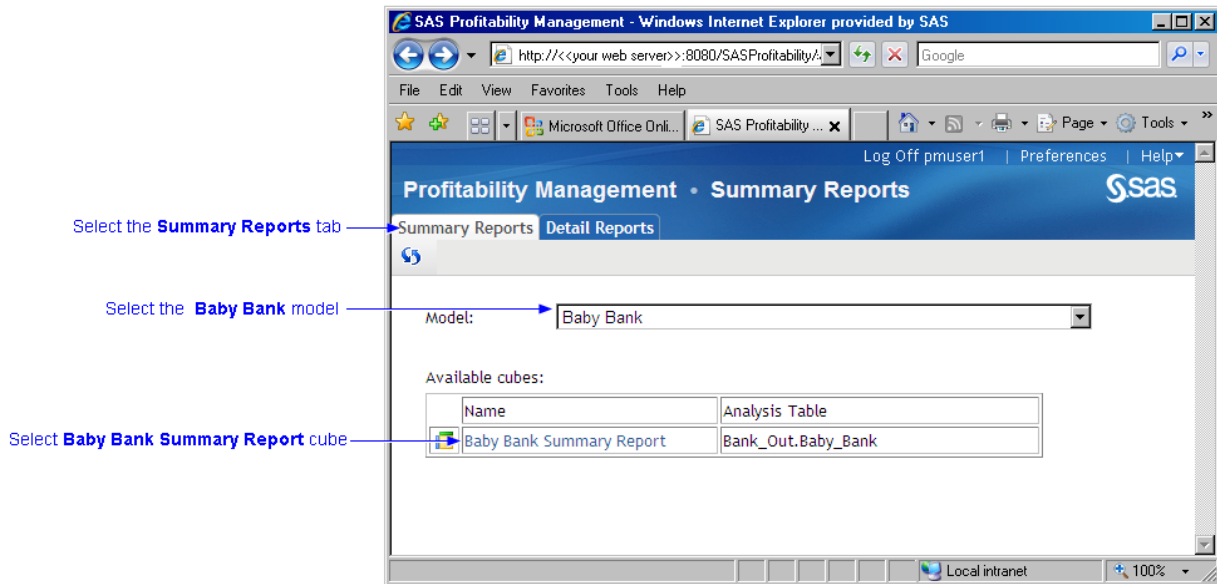 SAS Profitability Management - Windows Internet Explorer provided by SAS
http://<<your web server>>:8080/SASProfitability/
Google
File Edit View Favorites Tools Help
Microsoft Office Onli... SAS Profitability ... Page Tools »
Log Off pmuser1 | Preferences | Help
Profitability Management • Summary Reports
sas
Select the Summary Reports tab
Summary Reports Detail Reports
Select the Baby Bank model
Model: Baby Bank
Available cubes:
Name Analysis Table
Select Baby Bank Summary Report cube
Baby Bank Summary Report Bank_Out.Baby_Bank
Local intranet 100%